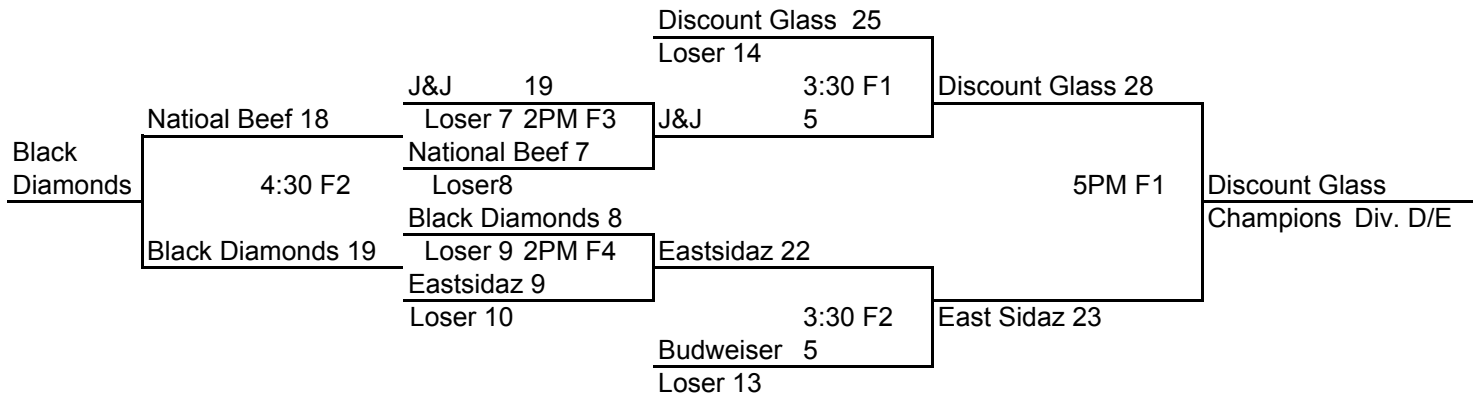 Discount Glass 25
Loser 14
J&J 19 3:30 F1 Discount Glass 28
Natioal Beef 18 Loser 7 2PM F3 J&J 5
Black National Beef 7
Diamonds 4:30 F2 Loser8 5PM F1 Discount Glass
Black Diamonds 8 Champions Div. D/E
Black Diamonds 19 Loser 9 2PM F4 Eastsidaz 22
Eastsidaz 9
Loser 10 3:30 F2 East Sidaz 23
Budweiser 5
Loser 13